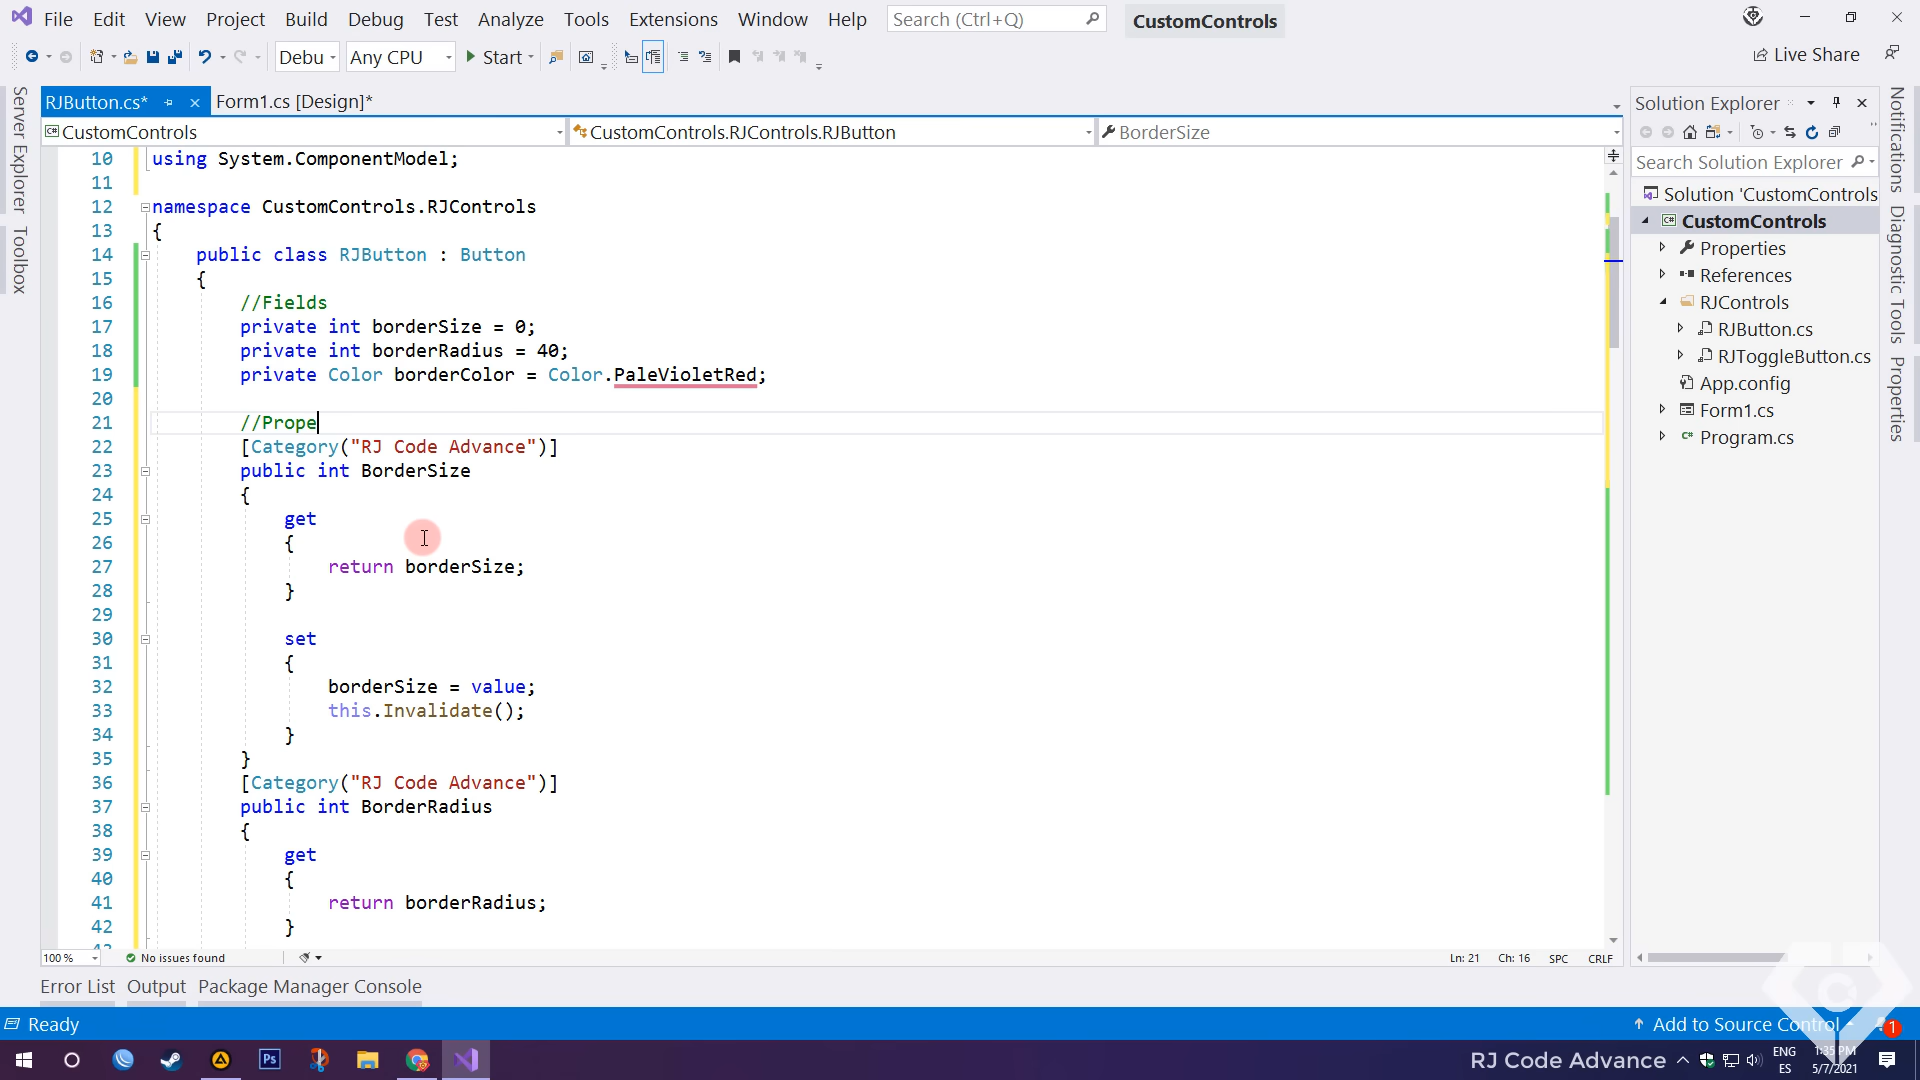 File Edit View Project Build Debug Test Analyze Tools Extensions Window Help Search (Ctrl+Q) CustomControls
Debu Any CPU Start Live Share
RJButton.cs* Form1.cs [Design]*
CustomControls CustomControls.RJControls.RJButton BorderSize
10 using System.ComponentModel;
11
12 namespace CustomControls.RJControls
13 {
14 public class RJButton : Button
15 {
16 //Fields
17 private int borderSize = 0;
18 private int borderRadius = 40;
19 private Color borderColor = Color.PaleVioletRed;
20
21 //Prope
22 [Category("RJ Code Advance")]
23 public int BorderSize
24 {
25 get
26 {
27 return borderSize;
28 }
29
30 set
31 {
32 borderSize = value;
33 this.Invalidate();
34 }
35 }
36 [Category("RJ Code Advance")]
37 public int BorderRadius
38 {
39 get
40 {
41 return borderRadius;
42 }
100 % No issues found Ln: 21 Ch: 16 SPC CRLF
Error List Output Package Manager Console
Ready Add to Source Control 1
Server Explorer
Toolbox
Solution Explorer
Search Solution Explorer
Solution 'CustomControls
CustomControls
Properties
References
RJControls
RJButton.cs
RJToggleButton.cs
App.config
Form1.cs
Program.cs
Notifications
Diagnostic Tools
Properties
Ps
RJ Code Advance
ENG
ES
1:35 PM
5/7/2021